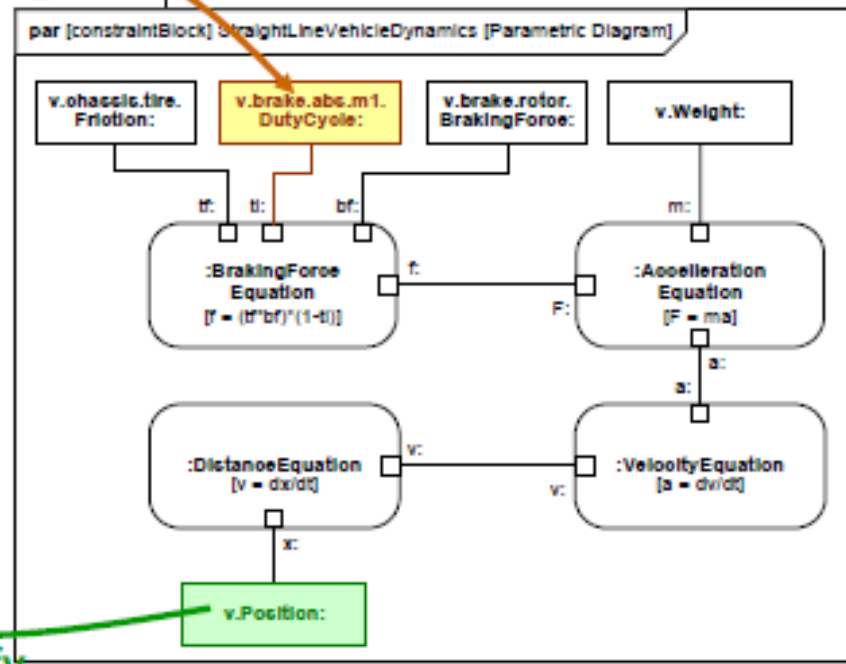 par [constraintBlock] StraightLineVehicleDynamics [Parametric Diagram]
v.chassis.tire.
Friction:
v.brake.abs.m1.
DutyCycle:
v.brake.rotor.
BrakingForce:
v.Weight:
tf:
tl:
bf:
m:
:BrakingForce
Equation
[f = (tf*bf)*(1-tl)]
f:
F:
:Accelleration
Equation
[F = ma]
a:
a:
:DistanceEquation
[v = dx/dt]
v:
v:
:VelocityEquation
[a = dv/dt]
x:
v.Position: